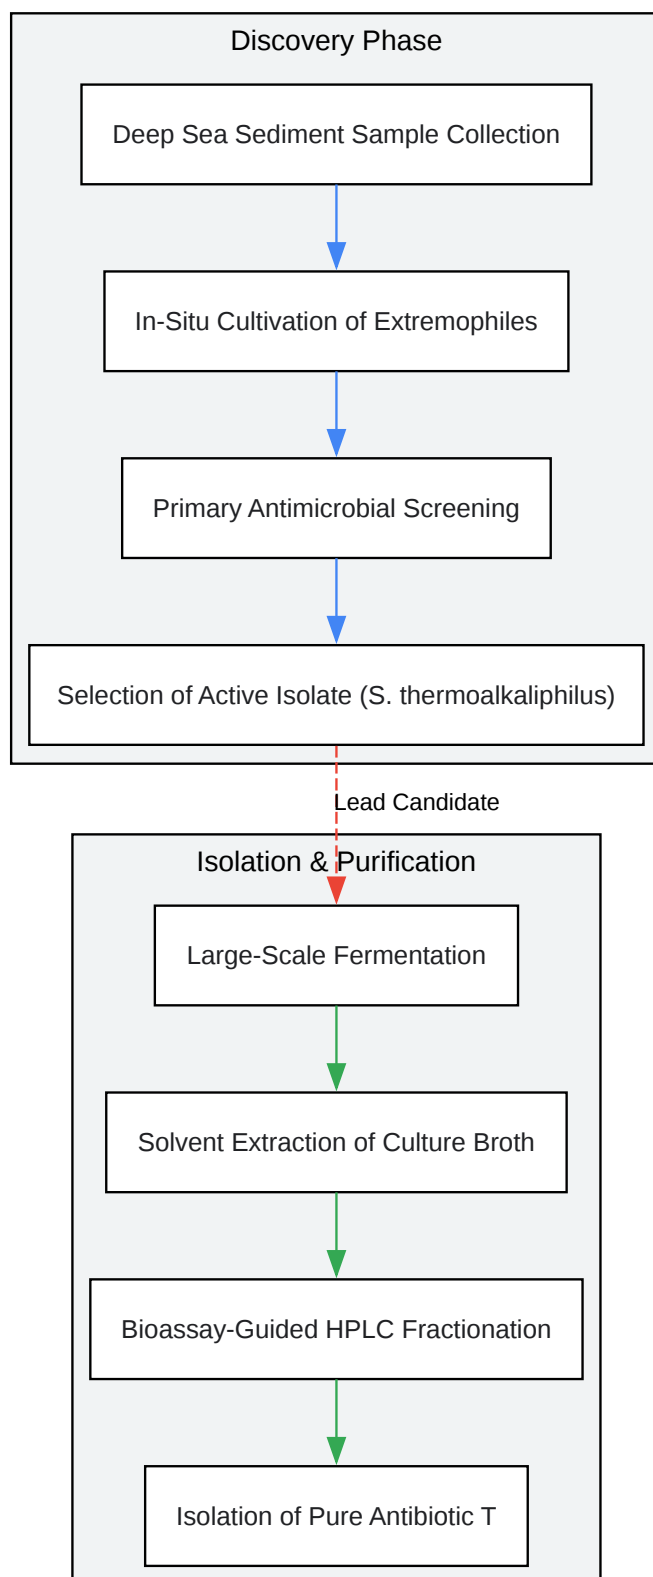 Discovery Phase
Deep Sea Sediment Sample Collection
In-Situ Cultivation of Extremophiles
Primary Antimicrobial Screening
Selection of Active Isolate (S. thermoalkaliphilus)
Lead Candidate
Isolation & Purification
Large-Scale Fermentation
Solvent Extraction of Culture Broth
Bioassay-Guided HPLC Fractionation
Isolation of Pure Antibiotic T